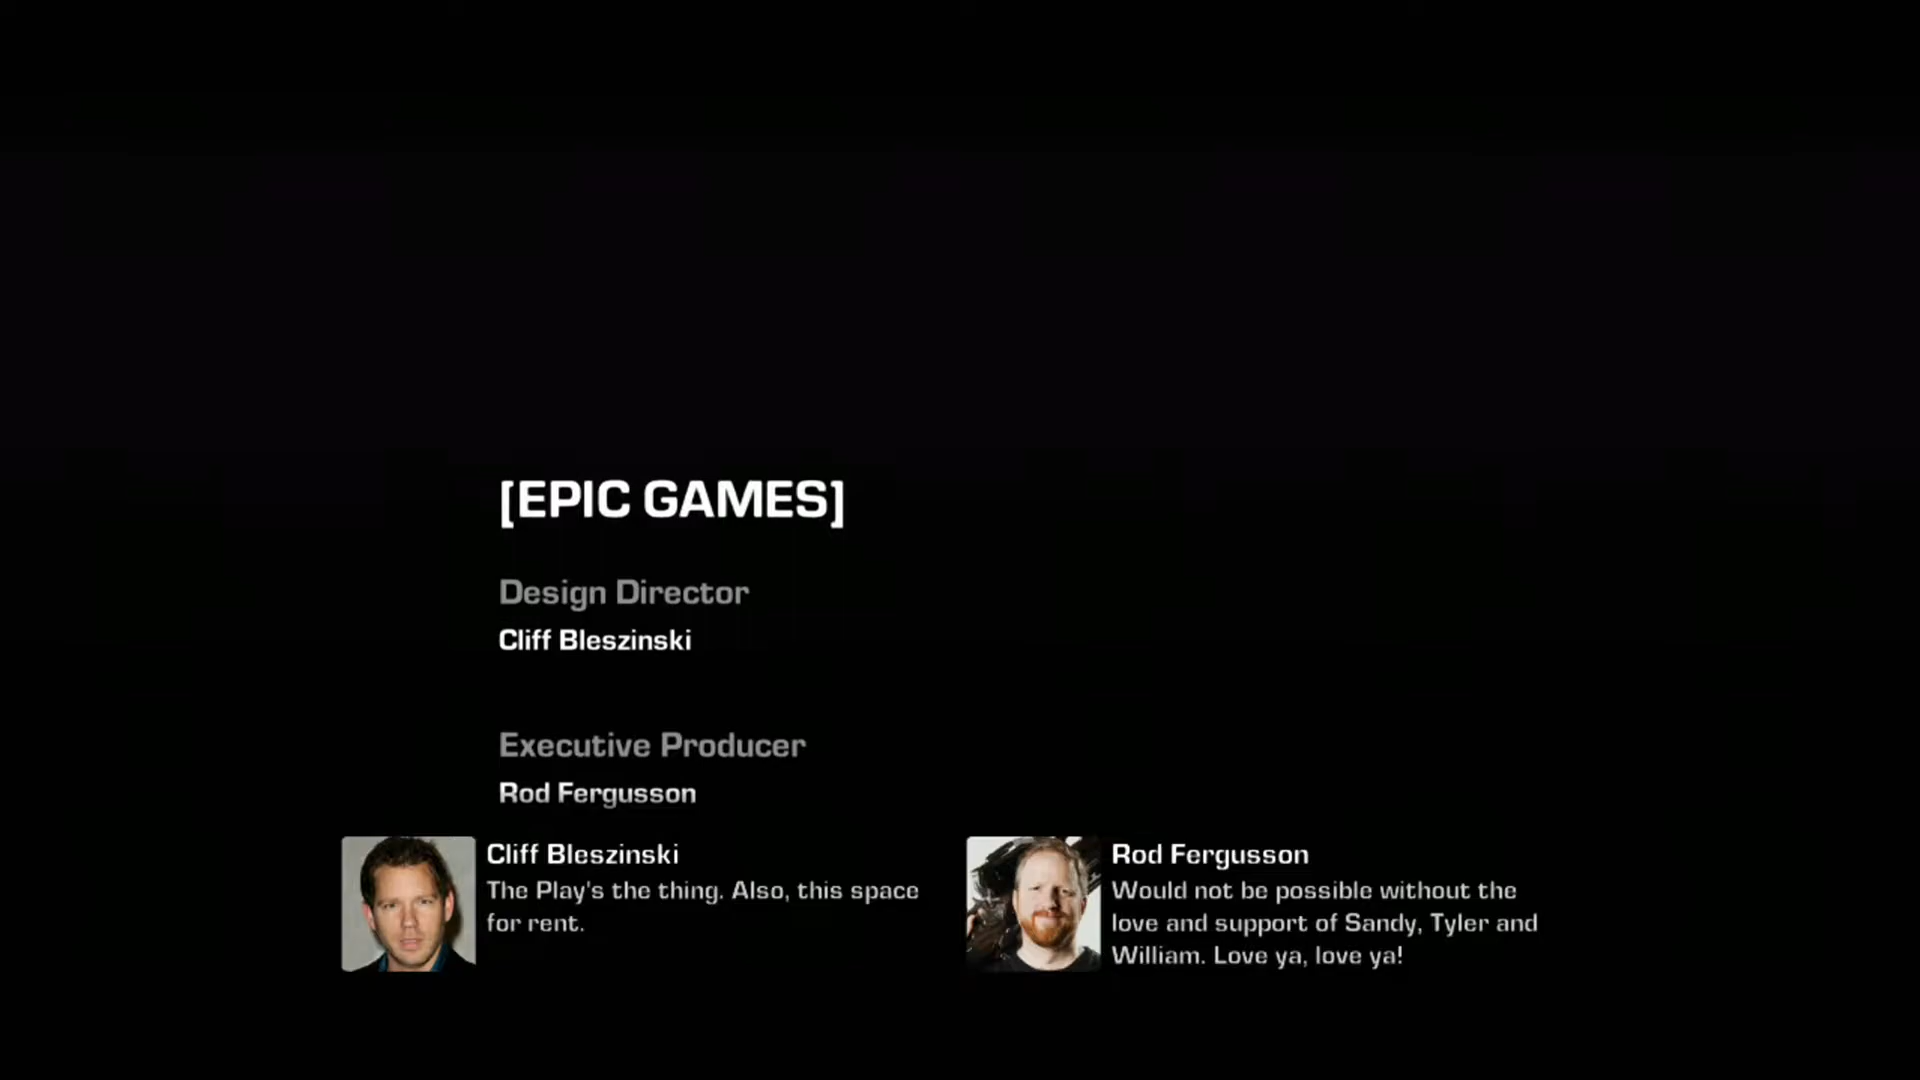 [EPIC GAMES]
Design Director
Cliff Bleszinski
Executive Producer
Rod Fergusson
Cliff Bleszinski
The Play's the thing. Also, this space
for rent.
Rod Fergusson
Would not be possible without the
love and support of Sandy, Tyler and
William. Love ya, love ya!